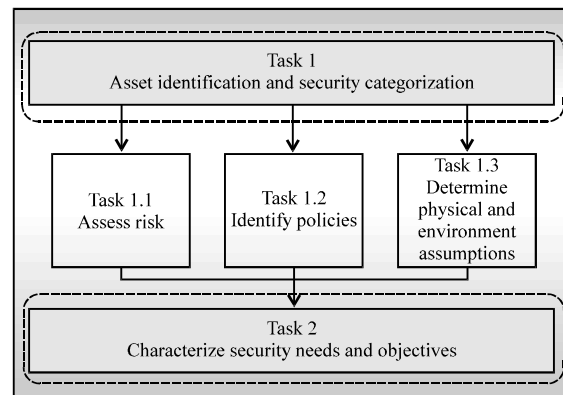 Task 1
Asset identification and security categorization
Task 1.1
Assess risk
Task 1.2
Identify policies
Task 1.3
Determine
physical and
environment
assumptions
Task 2
Characterize security needs and objectives